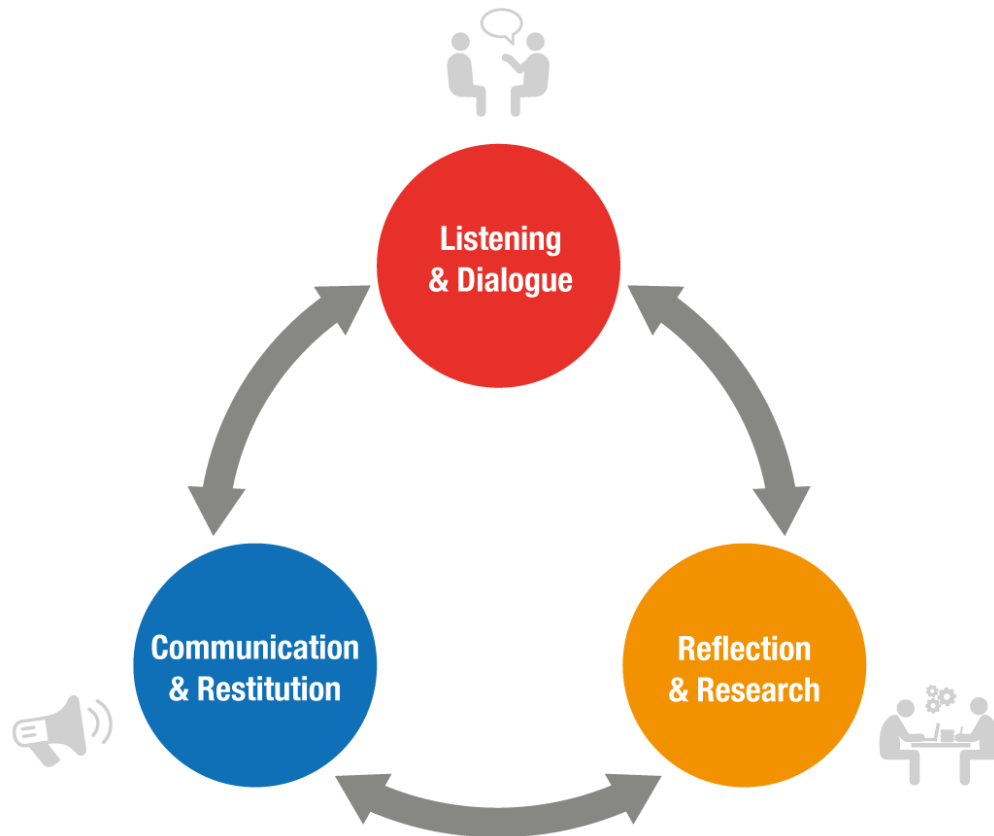 Listening
& Dialogue
Communication
& Restitution
Reflection
& Research